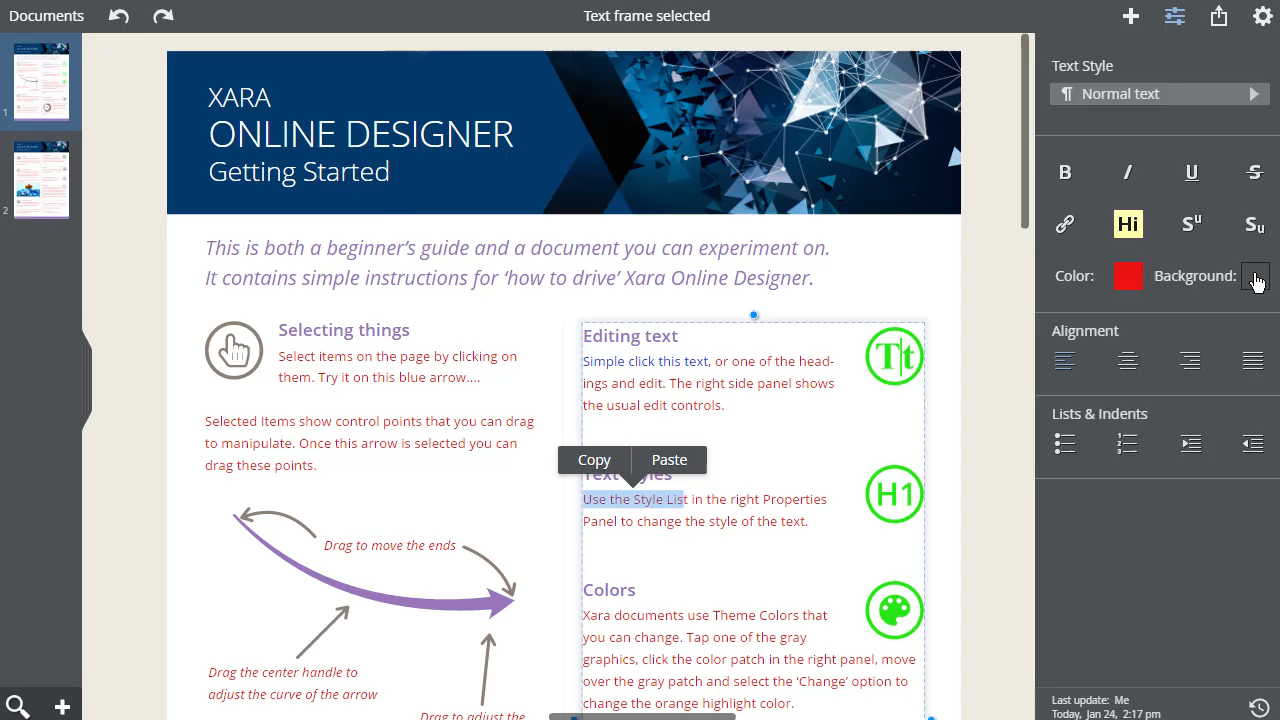 Documents
Text frame selected
1
2
ARA
ONLINE DESIGNER
Getting Started
This is both a beginner's guide and a document you can experiment on.
It contains simple instructions for 'how to drive' Xara Online Designer.
Selecting things
Select items on the page by clicking on
them. Try it on this blue arrow....
Selected Items show control points that you can drag
to manipulate. Once this arrow is selected you can
drag these points.
Drag to move the ends
Drag the center handle to
adjust the curve of the arrow
Drag to adjust the
Editing text
Simple click this text, or one of the head-
ings and edit. The right side panel shows
the usual edit controls.
Tt
Copy Paste
Text Styles
Use the Style List in the right Properties
Panel to change the style of the text.
H1
Colors
Xara documents use Theme Colors that
you can change. Tap one of the gray
graphics, click the color patch in the right panel, move
over the gray patch and select the 'Change' option to
change the orange highlight color.
Text Style
¶ Normal text
B I U S
Hi Sᵁ Sᵤ
Color: Background:
Alignment
Lists & Indents
Last update: Me
Today, Jan 24, 2:17 pm